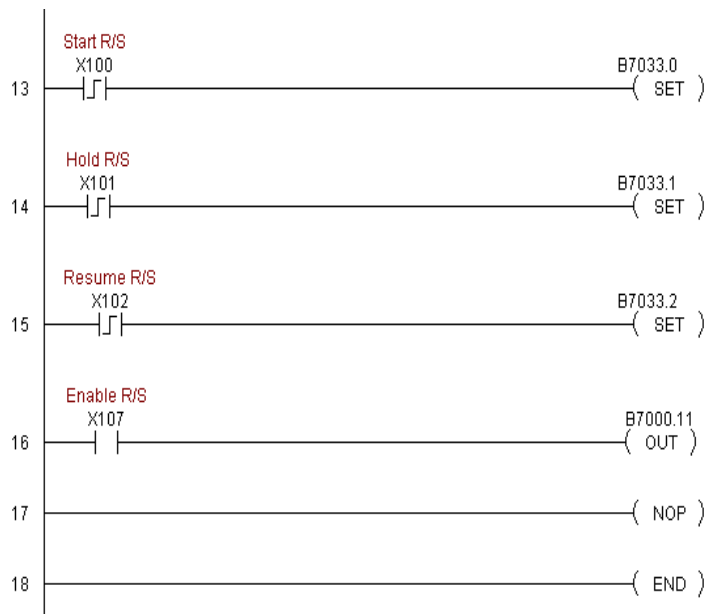 Start R/S
X100
B7033.0
13
( SET )
Hold R/S
X101
B7033.1
14
( SET )
Resume R/S
X102
B7033.2
15
( SET )
Enable R/S
X107
B7000.11
16
( OUT )
17
( NOP )
18
( END )